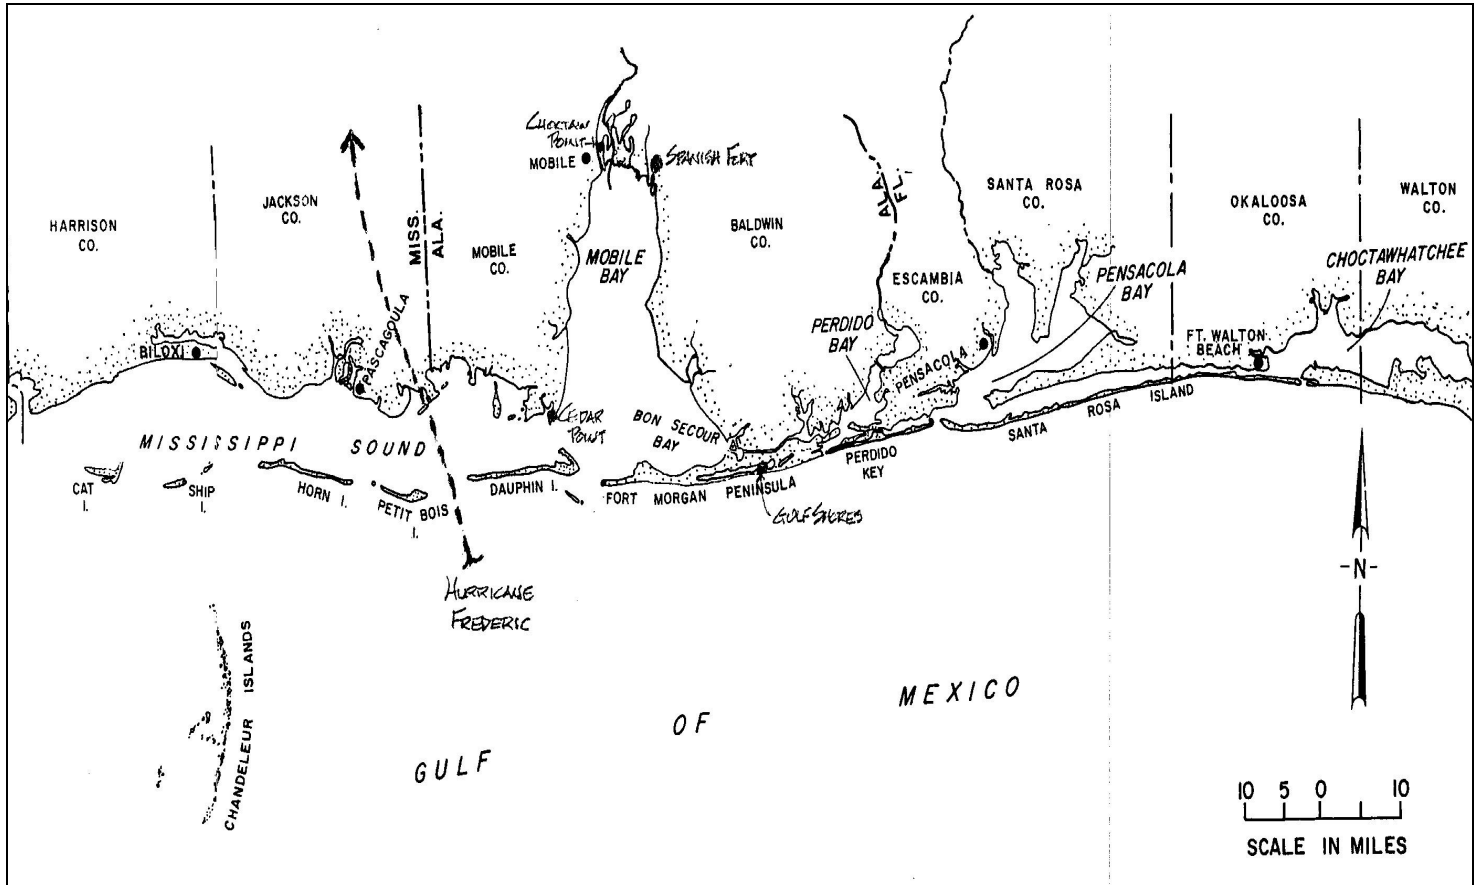 CHERTAIN
POINT
MOBILE
SPANISH FORT
HARRISON
CO.
JACKSON
CO.
MISS.
ALA.
MOBILE
CO.
MOBILE
BAY
BALDWIN
CO.
ALA.
FL.
ESCAMBIA
CO.
SANTA ROSA
CO.
OKALOOSA
CO.
WALTON
CO.
PENSACOLA
BAY
CHOCTAWHATCHEE
BAY
BILOXI
PASCAGOULA
PERDIDO
BAY
PENSACOLA
FT. WALTON
BEACH
CEDAR
POINT
BON SECOUR
BAY
MISSISSIPPI SOUND
CAT
I.
SHIP
I.
HORN I.
PETIT BOIS
I.
DAUPHIN I.
FORT MORGAN PENINSULA
PERDIDO
KEY
SANTA ROSA ISLAND
GULF SHORES
HURRICANE
FREDERIC
CHANDELEUR ISLANDS
GULF OF MEXICO
-N-
10 5 0 10
SCALE IN MILES